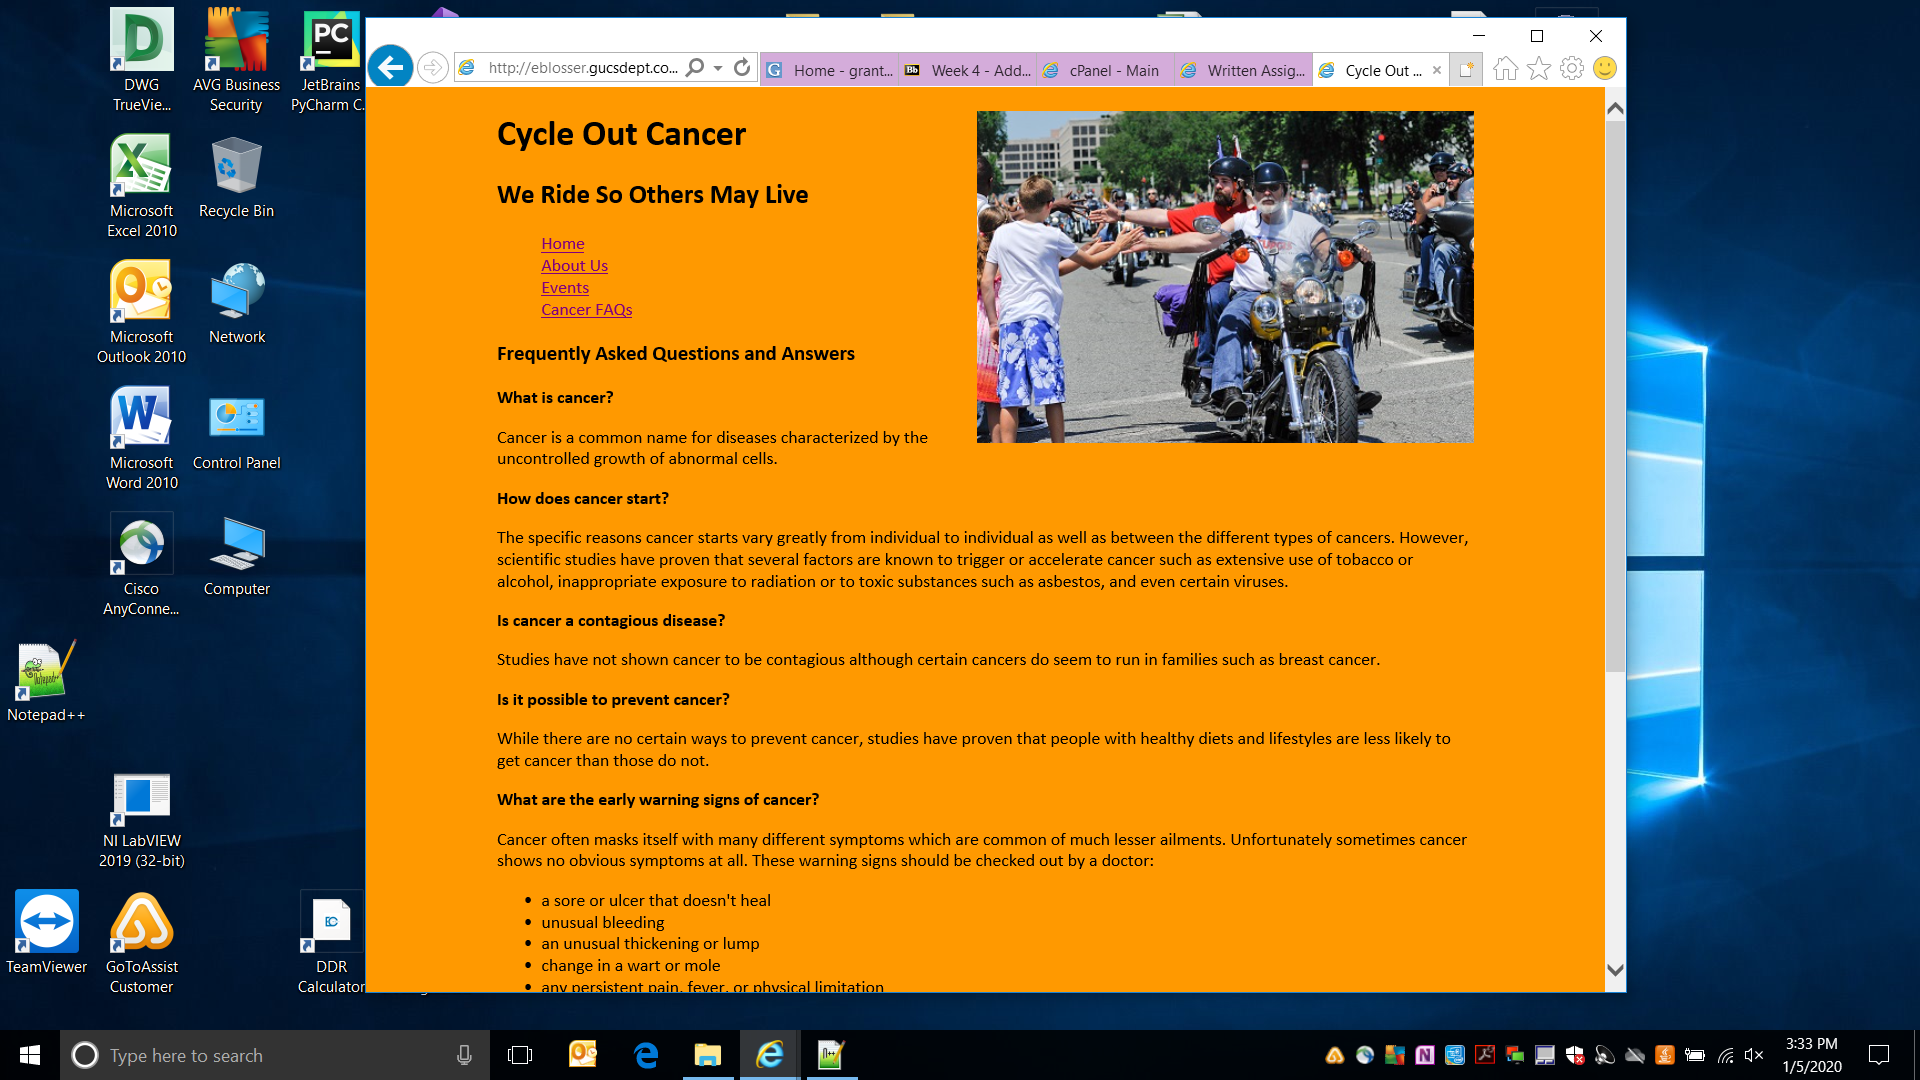 DWG
TrueVie...
AVG Business
Security
PC
JetBrains
PyCharm C.
Microsoft
Excel 2010
Recycle Bin
Microsoft
Outlook 2010
Network
Microsoft
Word 2010
Control Panel
Cisco
AnyConne...
Computer
Notepad++
NI LabVIEW
2019 (32-bit)
TeamViewer
GoToAssist
Customer
DDR
Calculator
http://eblosser.gucsdept.co...
Home - grant...
Bb
Week 4 - Add...
cPanel - Main
Written Assig...
Cycle Out ...
Cycle Out Cancer
We Ride So Others May Live
Home
About Us
Events
Cancer FAQs
Frequently Asked Questions and Answers
What is cancer?
Cancer is a common name for diseases characterized by the
uncontrolled growth of abnormal cells.
How does cancer start?
The specific reasons cancer starts vary greatly from individual to individual as well as between the different types of cancers. However,
scientific studies have proven that several factors are known to trigger or accelerate cancer such as extensive use of tobacco or
alcohol, inappropriate exposure to radiation or to toxic substances such as asbestos, and even certain viruses.
Is cancer a contagious disease?
Studies have not shown cancer to be contagious although certain cancers do seem to run in families such as breast cancer.
Is it possible to prevent cancer?
While there are no certain ways to prevent cancer, studies have proven that people with healthy diets and lifestyles are less likely to
get cancer than those do not.
What are the early warning signs of cancer?
Cancer often masks itself with many different symptoms which are common of much lesser ailments. Unfortunately sometimes cancer
shows no obvious symptoms at all. These warning signs should be checked out by a doctor:
• a sore or ulcer that doesn't heal
• unusual bleeding
• an unusual thickening or lump
• change in a wart or mole
• any persistent pain, fever, or physical limitation
Type here to search
3:33 PM
1/5/2020